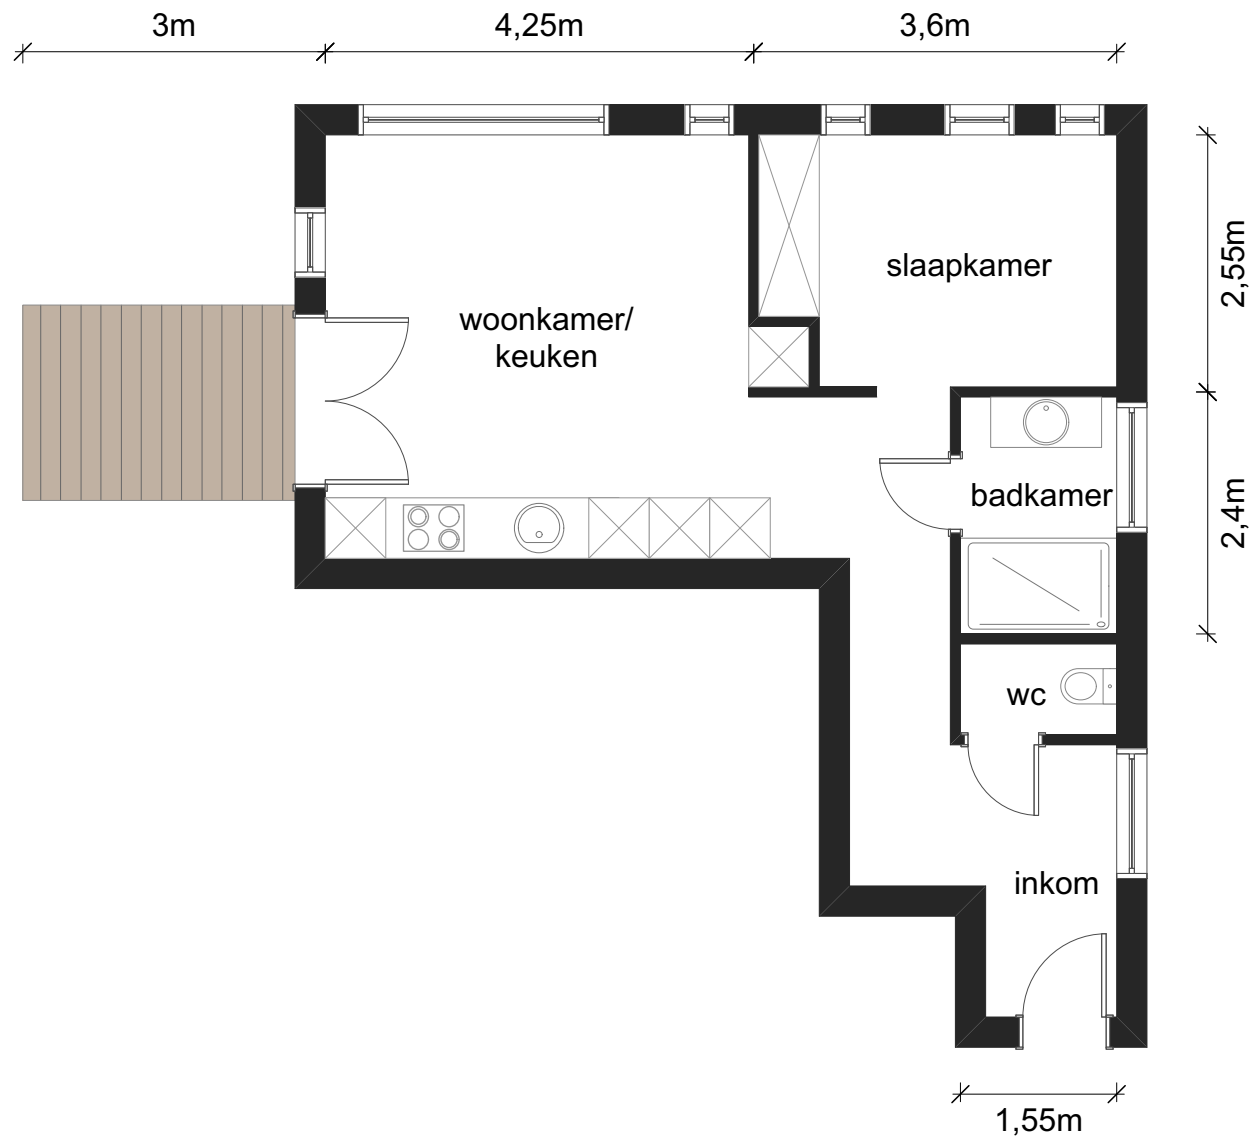 3m
4,25m
3,6m
slaapkamer
2,55m
woonkamer/
keuken
badkamer
2,4m
wc
inkom
1,55m